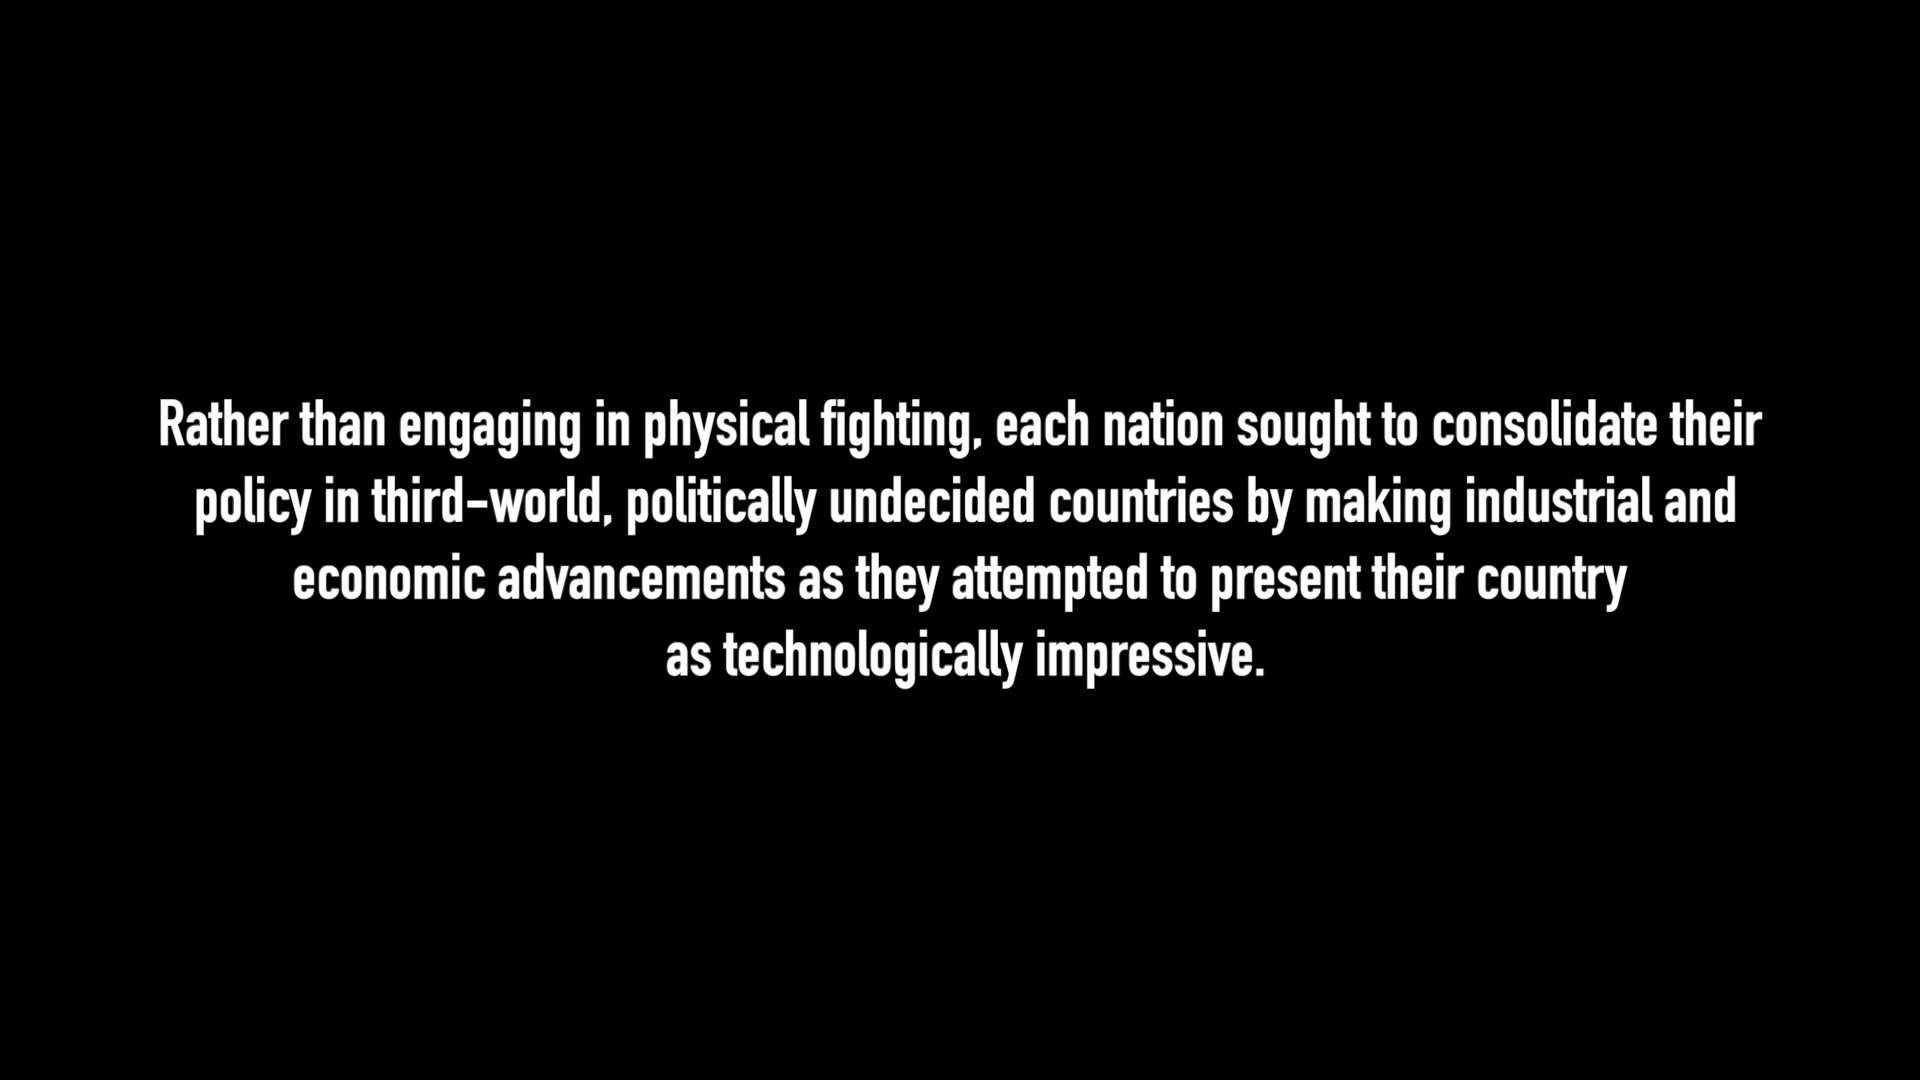 Rather than engaging in physical fighting, each nation sought to consolidate their
policy in third-world, politically undecided countries by making industrial and
economic advancements as they attempted to present their country
as technologically impressive.